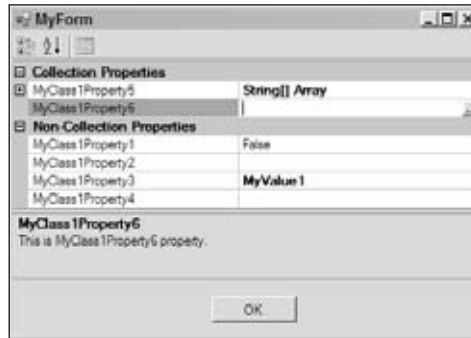 MyForm
Collection Properties
MyClass1Property5 String[] Array
MyClass1Property6
Non-Collection Properties
MyClass1Property1 False
MyClass1Property2
MyClass1Property3 MyValue1
MyClass1Property4
MyClass1Property6
This is MyClass1Property6 property.
OK